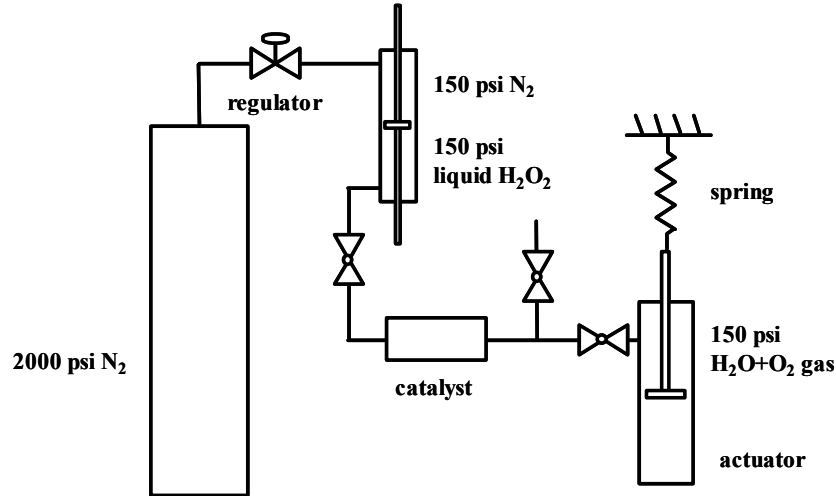 150 psi N₂
regulator
150 psi
liquid H₂O₂
spring
2000 psi N₂
150 psi
H₂O+O₂ gas
catalyst
actuator